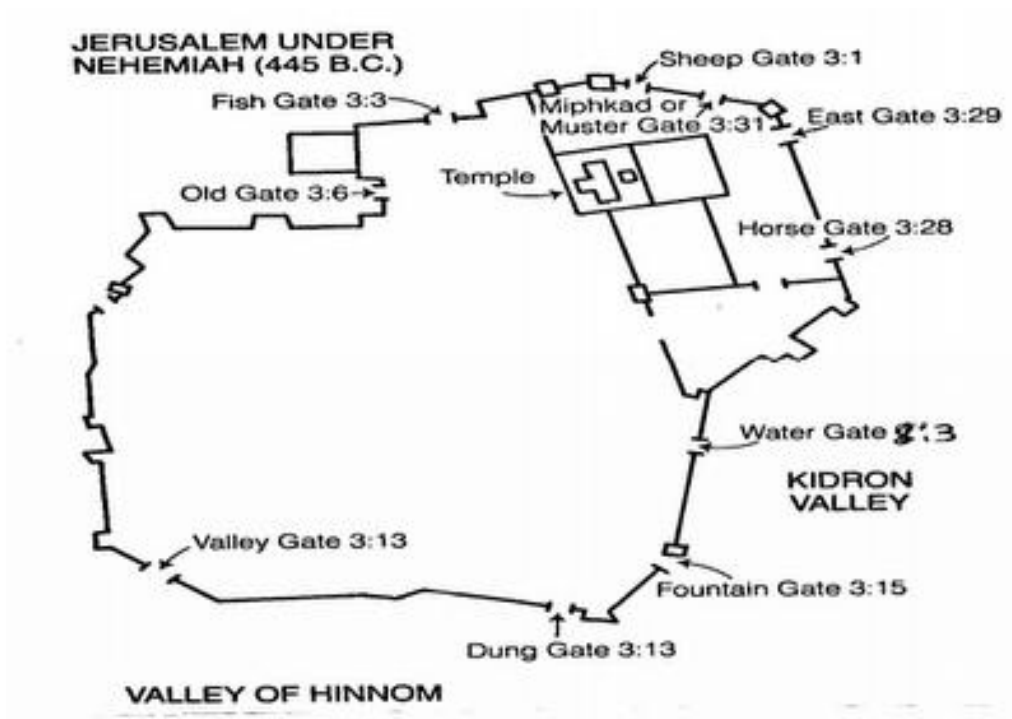 JERUSALEM UNDER
NEHEMIAH (445 B.C.)
Sheep Gate 3:1
Fish Gate 3:3
Miphkad or
Muster Gate 3:31
East Gate 3:29
Temple
Old Gate 3:6
Horse Gate 3:28
Water Gate 8:3
KIDRON
VALLEY
Valley Gate 3:13
Fountain Gate 3:15
Dung Gate 3:13
VALLEY OF HINNOM